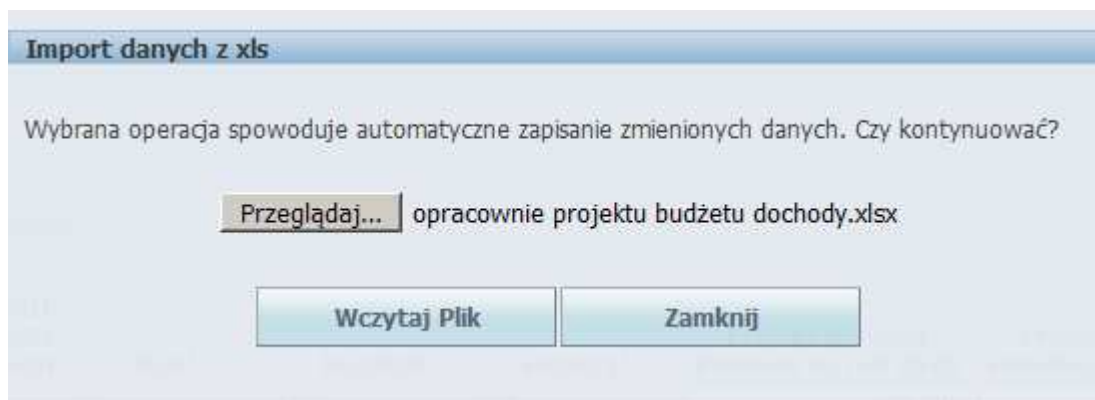 Import danych z xls
Wybrana operacja spowoduje automatyczne zapisanie zmienionych danych. Czy kontynuować?
Przeglądaj... opracownie projektu budżetu dochody.xlsx
Wczytaj Plik Zamknij